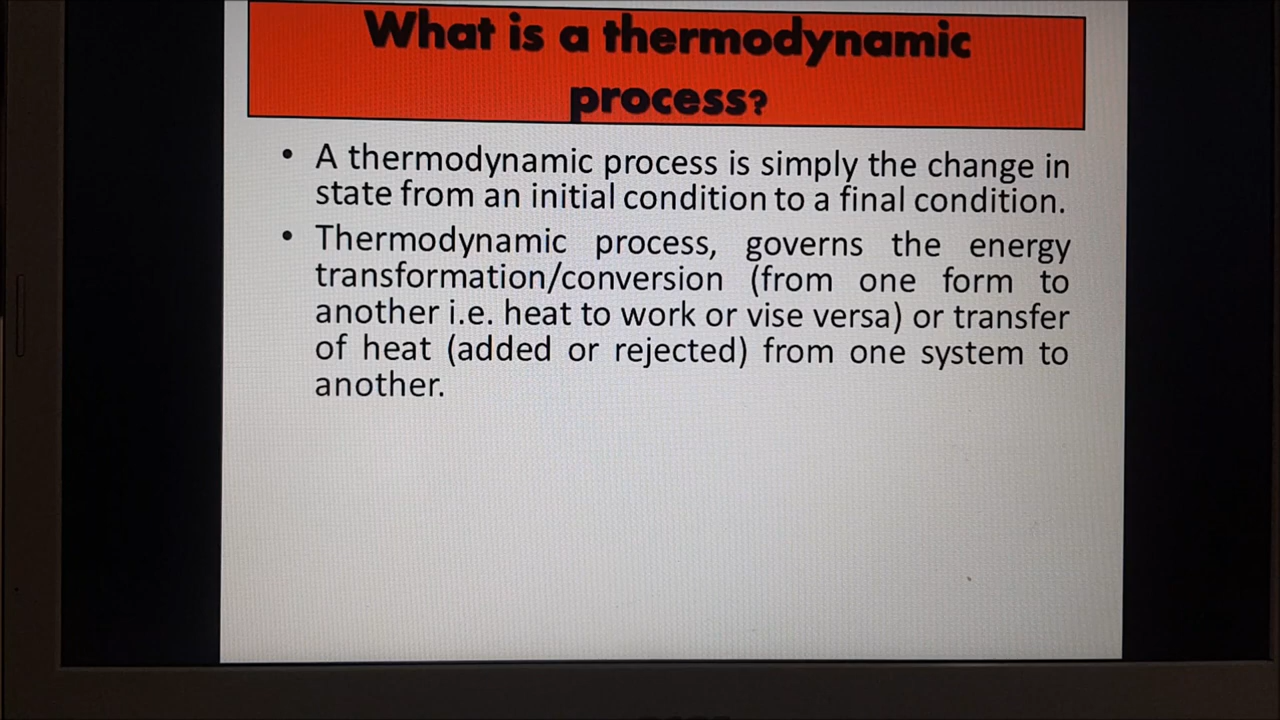 What is a thermodynamic
process?
• A thermodynamic process is simply the change in
state from an initial condition to a final condition.
• Thermodynamic process, governs the energy
transformation/conversion (from one form to
another i.e. heat to work or vise versa) or transfer
of heat (added or rejected) from one system to
another.